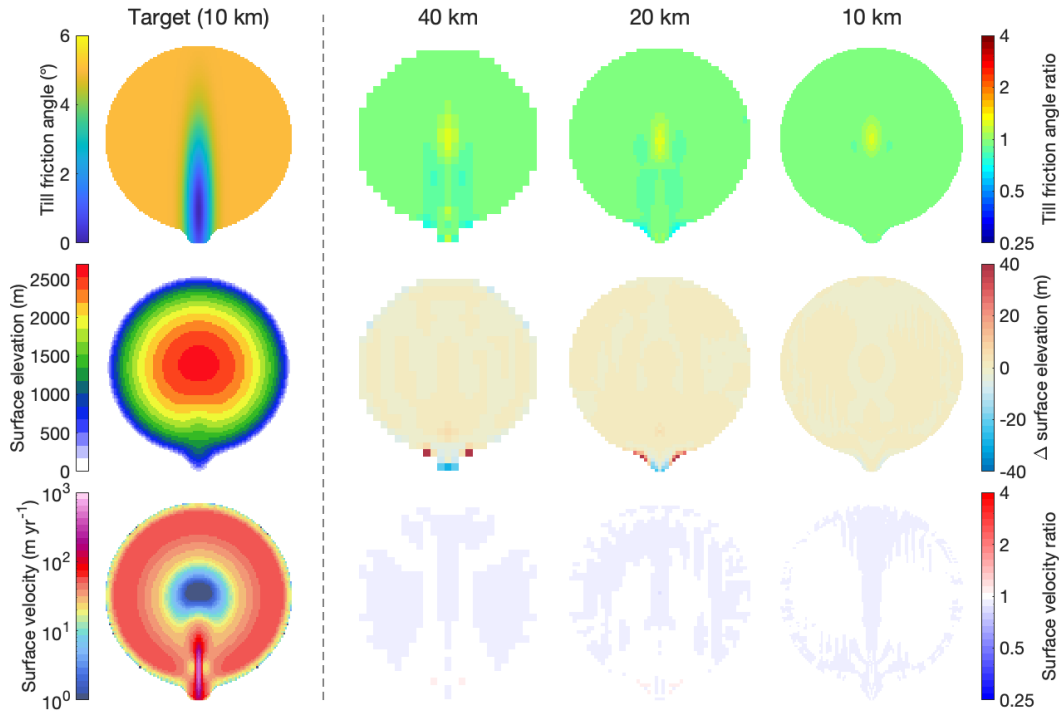 Target (10 km)
40 km
20 km
10 km
Till friction angle (°)
6
4
2
0
4
2
1
0.5
0.25
Till friction angle ratio
Surface elevation (m)
2500
2000
1500
1000
500
0
40
20
0
-20
-40
Δ surface elevation (m)
Surface velocity (m yr⁻¹)
10³
10²
10¹
10⁰
4
2
1
0.5
0.25
Surface velocity ratio